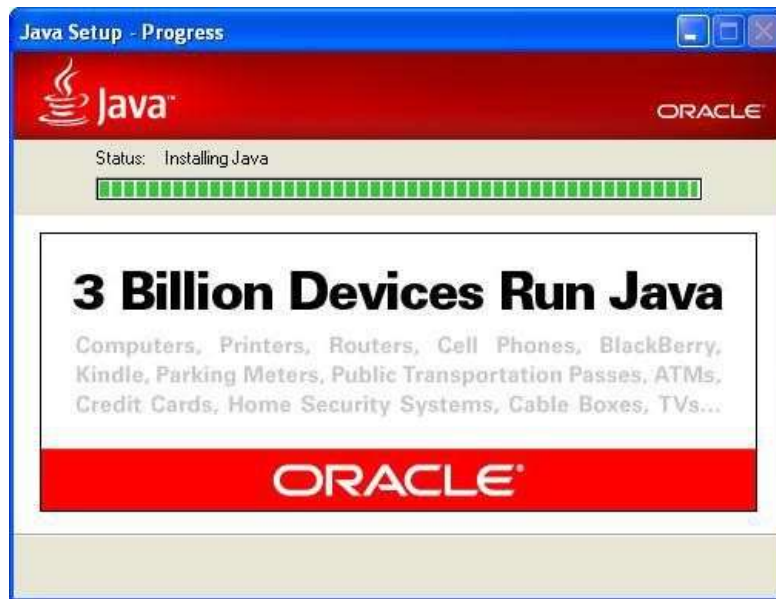 Java Setup - Progress
Java™
ORACLE
Status: Installing Java
3 Billion Devices Run Java
Computers, Printers, Routers, Cell Phones, BlackBerry,
Kindle, Parking Meters, Public Transportation Passes, ATMs,
Credit Cards, Home Security Systems, Cable Boxes, TVs...
ORACLE®